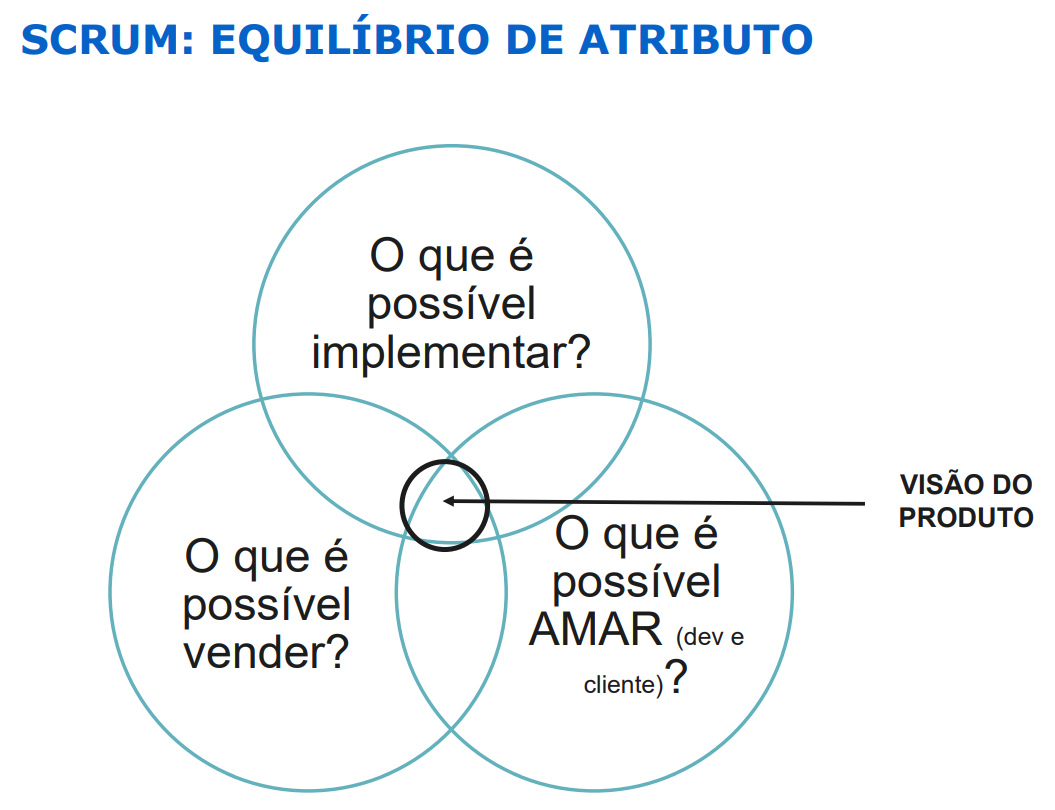 SCRUM: EQUILÍBRIO DE ATRIBUTO
O que é
possível
implementar?
VISÃO DO
PRODUTO
O que é
possível
vender?
O que é
possível
AMAR (dev e
cliente)?